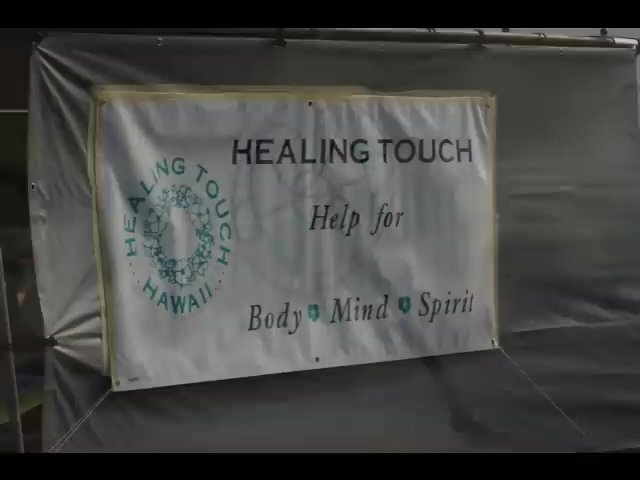 HEALING TOUCH
Help for
Body Mind Spirit
HEALING TOUCH
HAWAII